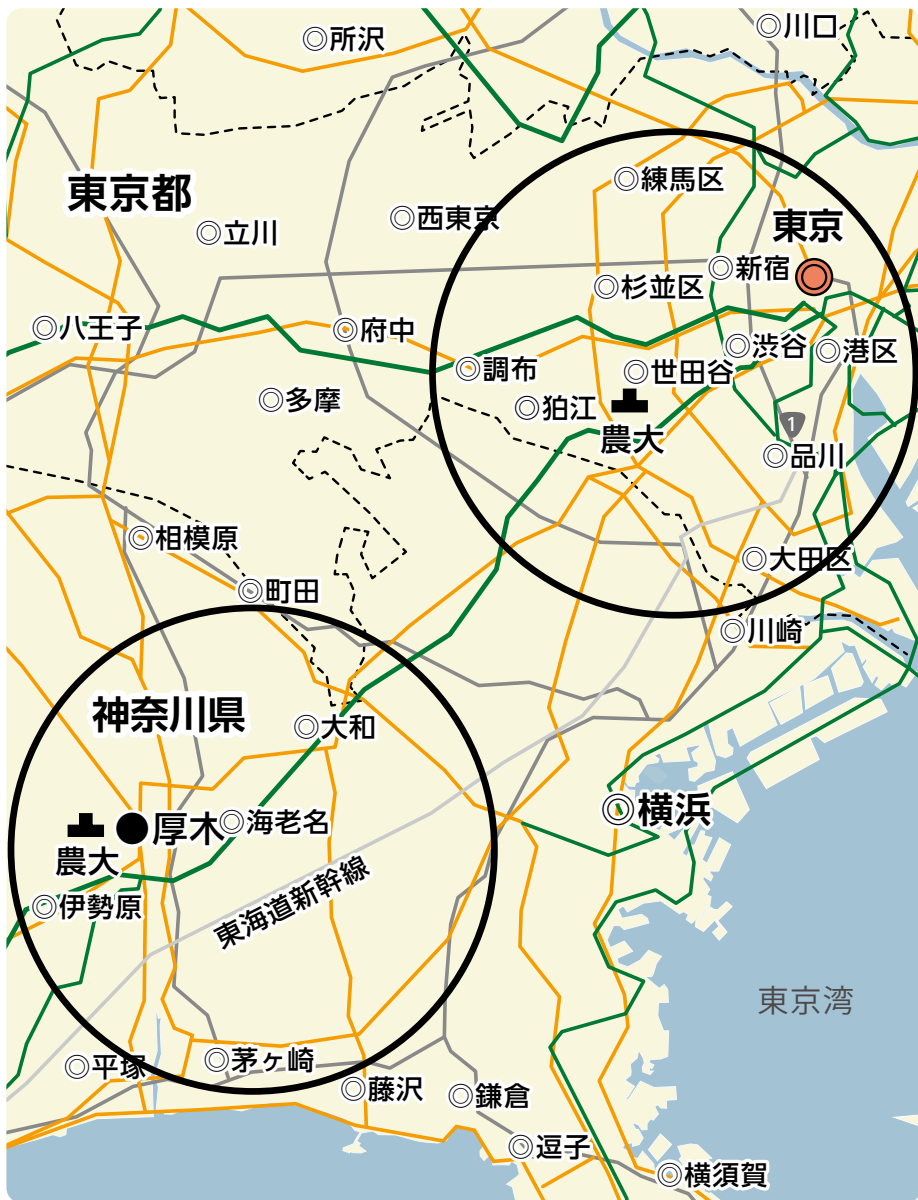 川口
所沢
練馬区
東京都
西東京
東京
立川
新宿
杉並区
八王子
府中
渋谷
港区
調布
世田谷
多摩
狛江
1
農大
品川
相模原
大田区
町田
川崎
神奈川県
大和
横浜
海老名
厚木
農大
伊勢原
東海道新幹線
東京湾
平塚
茅ヶ崎
藤沢
鎌倉
逗子
横須賀